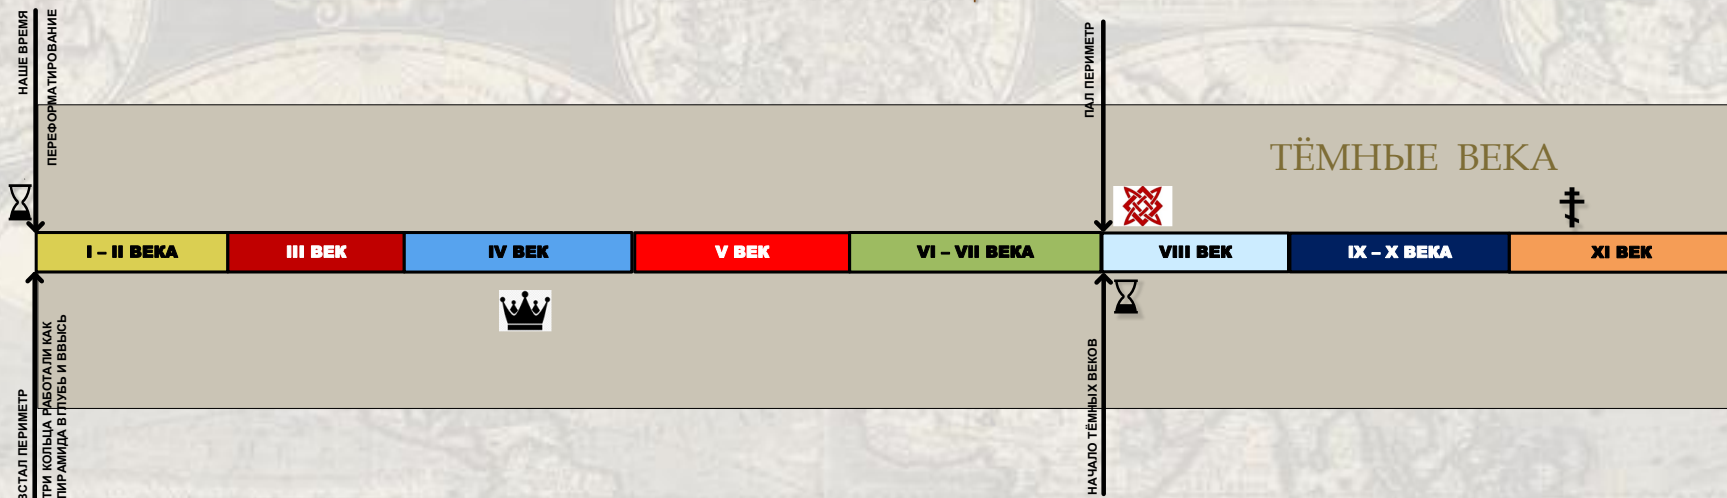 НАШЕ ВРЕМЯ
ПЕРЕФОРМАТИРОВАНИЕ
ПАЛ ПЕРИМЕТР
ТЁМНЫЕ ВЕКА
I – II ВЕКА
III ВЕК
IV ВЕК
V ВЕК
VI – VII ВЕКА
VIII ВЕК
IX – X ВЕКА
XI ВЕК
ВСТАЛ ПЕРИМЕТР
ТРИ КОЛЬЦА РАБОТАЛИ КАК
ПИРАМИДА ВГЛУБЬ И ВВЫСЬ
НАЧАЛО ТЁМНЫХ ВЕКОВ